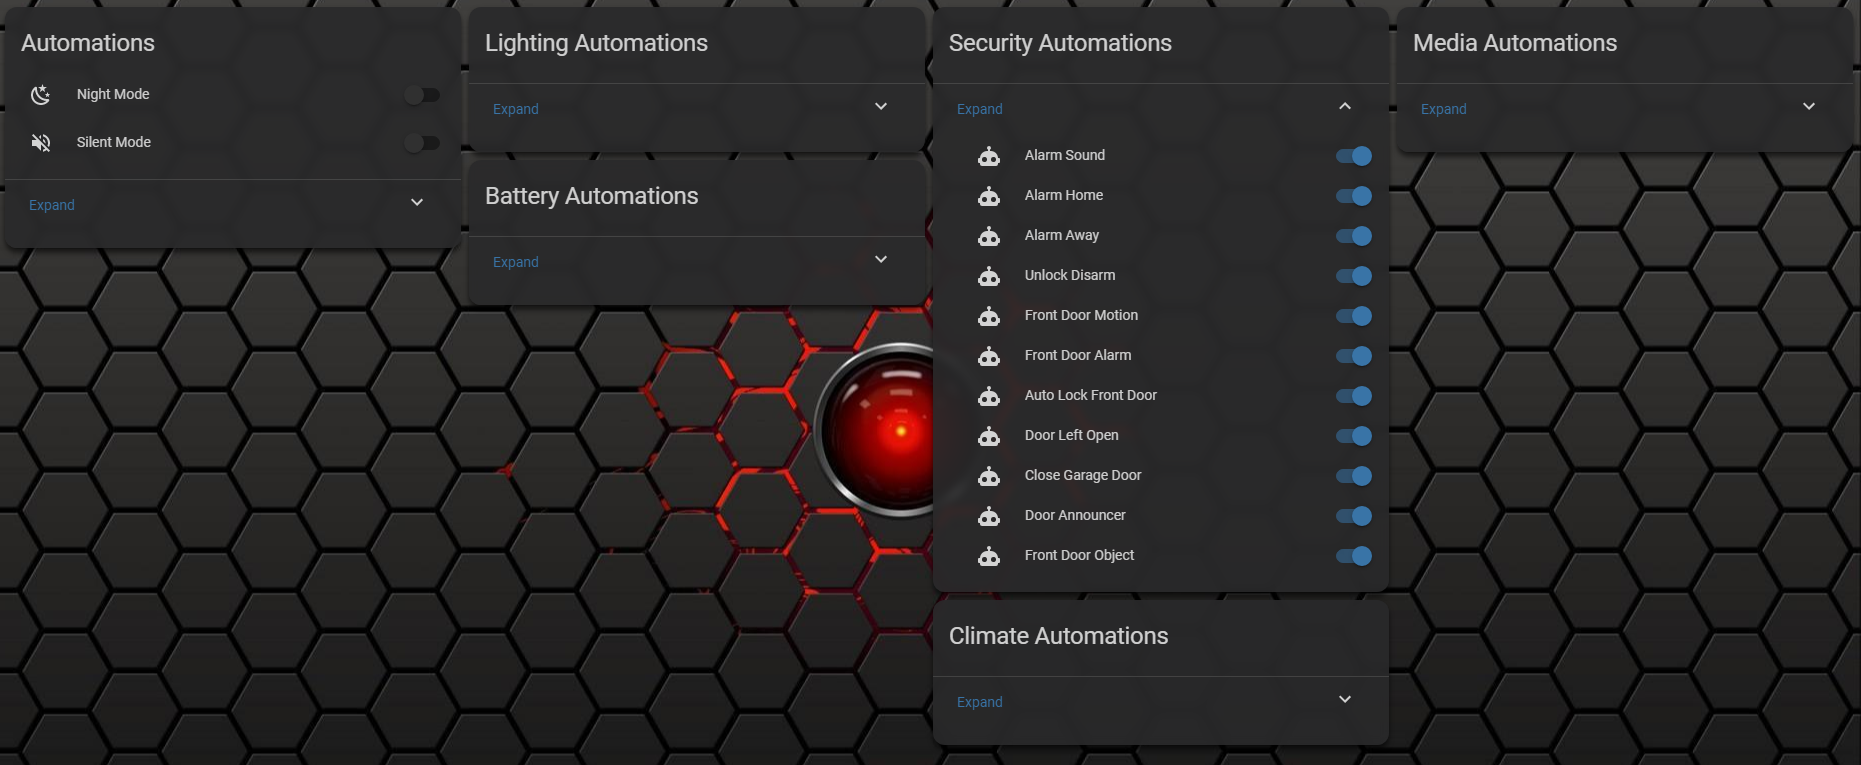 Automations
Night Mode
Silent Mode
Expand
Lighting Automations
Expand
Battery Automations
Expand
Security Automations
Expand
Alarm Sound
Alarm Home
Alarm Away
Unlock Disarm
Front Door Motion
Front Door Alarm
Auto Lock Front Door
Door Left Open
Close Garage Door
Door Announcer
Front Door Object
Climate Automations
Expand
Media Automations
Expand